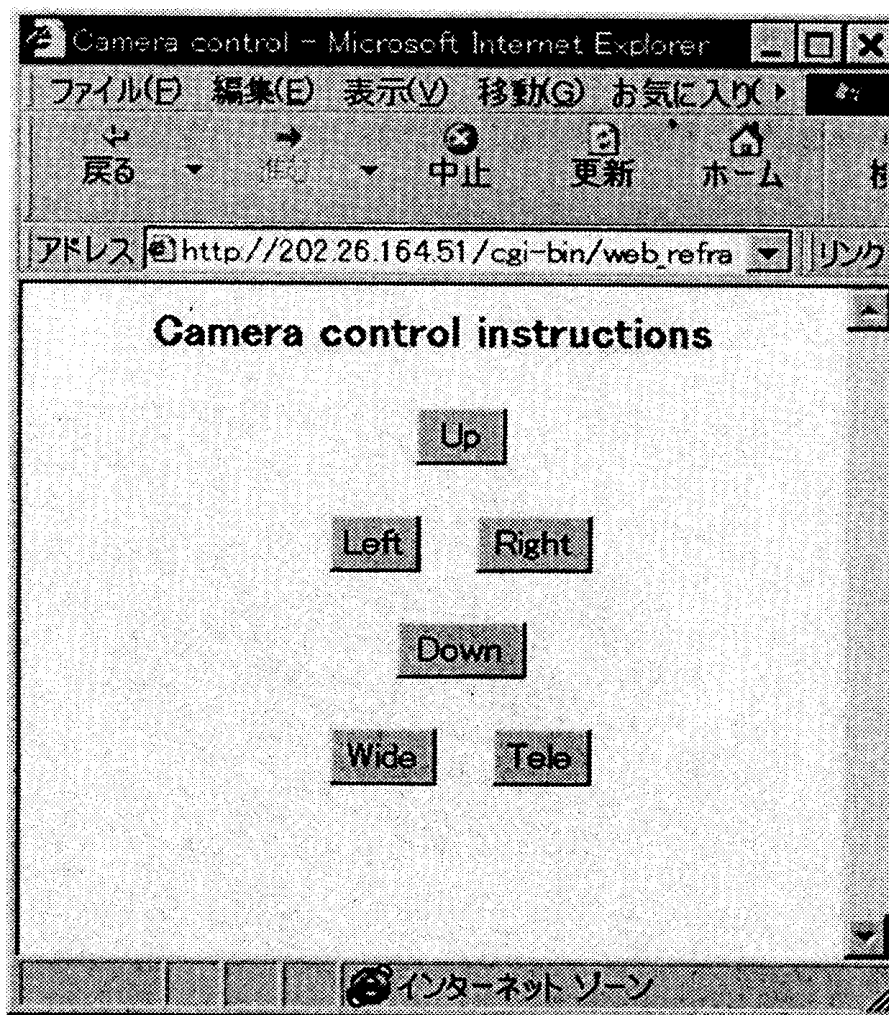 Camera control - Microsoft Internet Explorer
ファイル(F) 編集(E) 表示(V) 移動(G) お気に入り(
戻る 進む 中止 更新 ホーム
アドレス http://202.26.164.51/cgi-bin/web_refra リンク
Camera control instructions
Up
Left Right
Down
Wide Tele
インターネット ゾーン